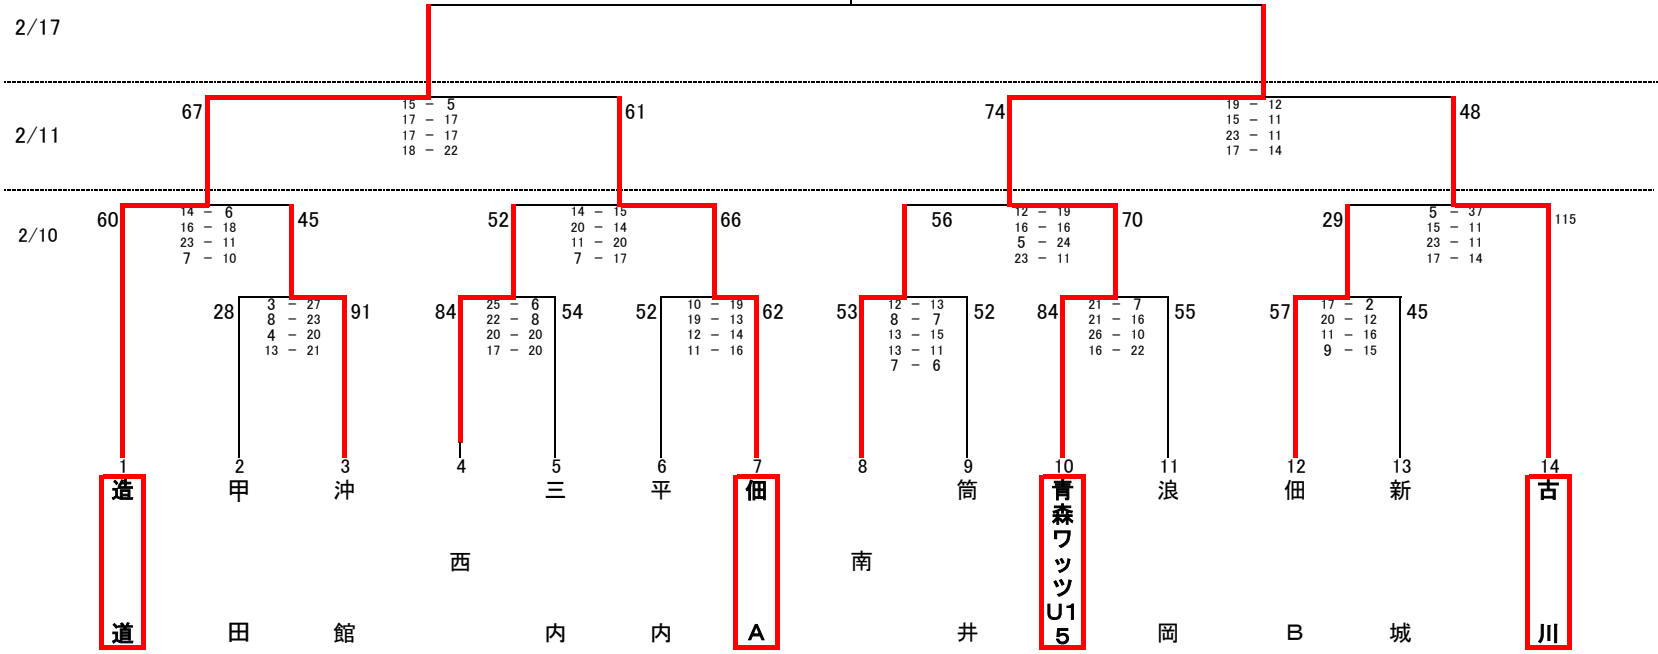 2/17
67
15 － 5
17 － 17
17 － 17
18 － 22
61
74
19 － 12
15 － 11
23 － 11
17 － 14
48
2/11
60
14 － 6
16 － 18
23 － 11
7 － 10
45
52
14 － 15
20 － 14
11 － 20
7 － 17
66
56
12 － 19
16 － 16
5 － 24
23 － 11
70
29
5 － 37
15 － 11
23 － 11
17 － 14
115
2/10
28
3 － 27
8 － 23
4 － 20
13 － 21
91
84
25 － 6
22 － 8
20 － 20
17 － 20
54
52
10 － 19
19 － 13
12 － 14
11 － 16
62
53
12 － 13
8 － 7
13 － 15
13 － 11
7 － 6
52
84
21 － 7
21 － 16
26 － 10
16 － 22
55
57
17 － 2
20 － 12
11 － 16
9 － 15
45
1 2 3 4 5 6 7 8 9 10 11 12 13 14
造道
甲田
沖館
西
三内
平内
佃A
南
筒井
青森ワッツU15
浪岡
佃B
新城
古川